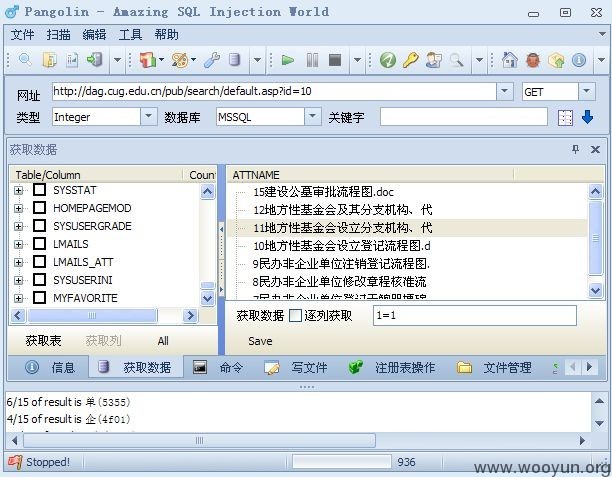 Pangolin - Amazing SQL Injection World
文件 扫描 编辑 工具 帮助
网址 http://dag.cug.edu.cn/pub/search/default.asp?id=10 GET
类型 Integer 数据库 MSSQL 关键字
获取数据
Table/Column Coun
SYSSTAT
HOMEPAGEMOD
SYSUSERGRADE
LMAILS
LMAILS_ATT
SYSUSERINI
MYFAVORITE
获取表 获取列 All
ATTNAME
15建设公墓审批流程图.doc
12地方性基金会及其分支机构、代
11地方性基金会设立分支机构、代
10地方性基金会设立登记流程图.d
9民办非企业单位注销登记流程图.
8民办非企业单位修改章程核准流
获取数据 逐列获取 1=1
Save
信息 获取数据 命令 写文件 注册表操作 文件管理
6/15 of result is 单(5355)
4/15 of result is 企(4f01)
Stopped! 936
www.wooyun.org